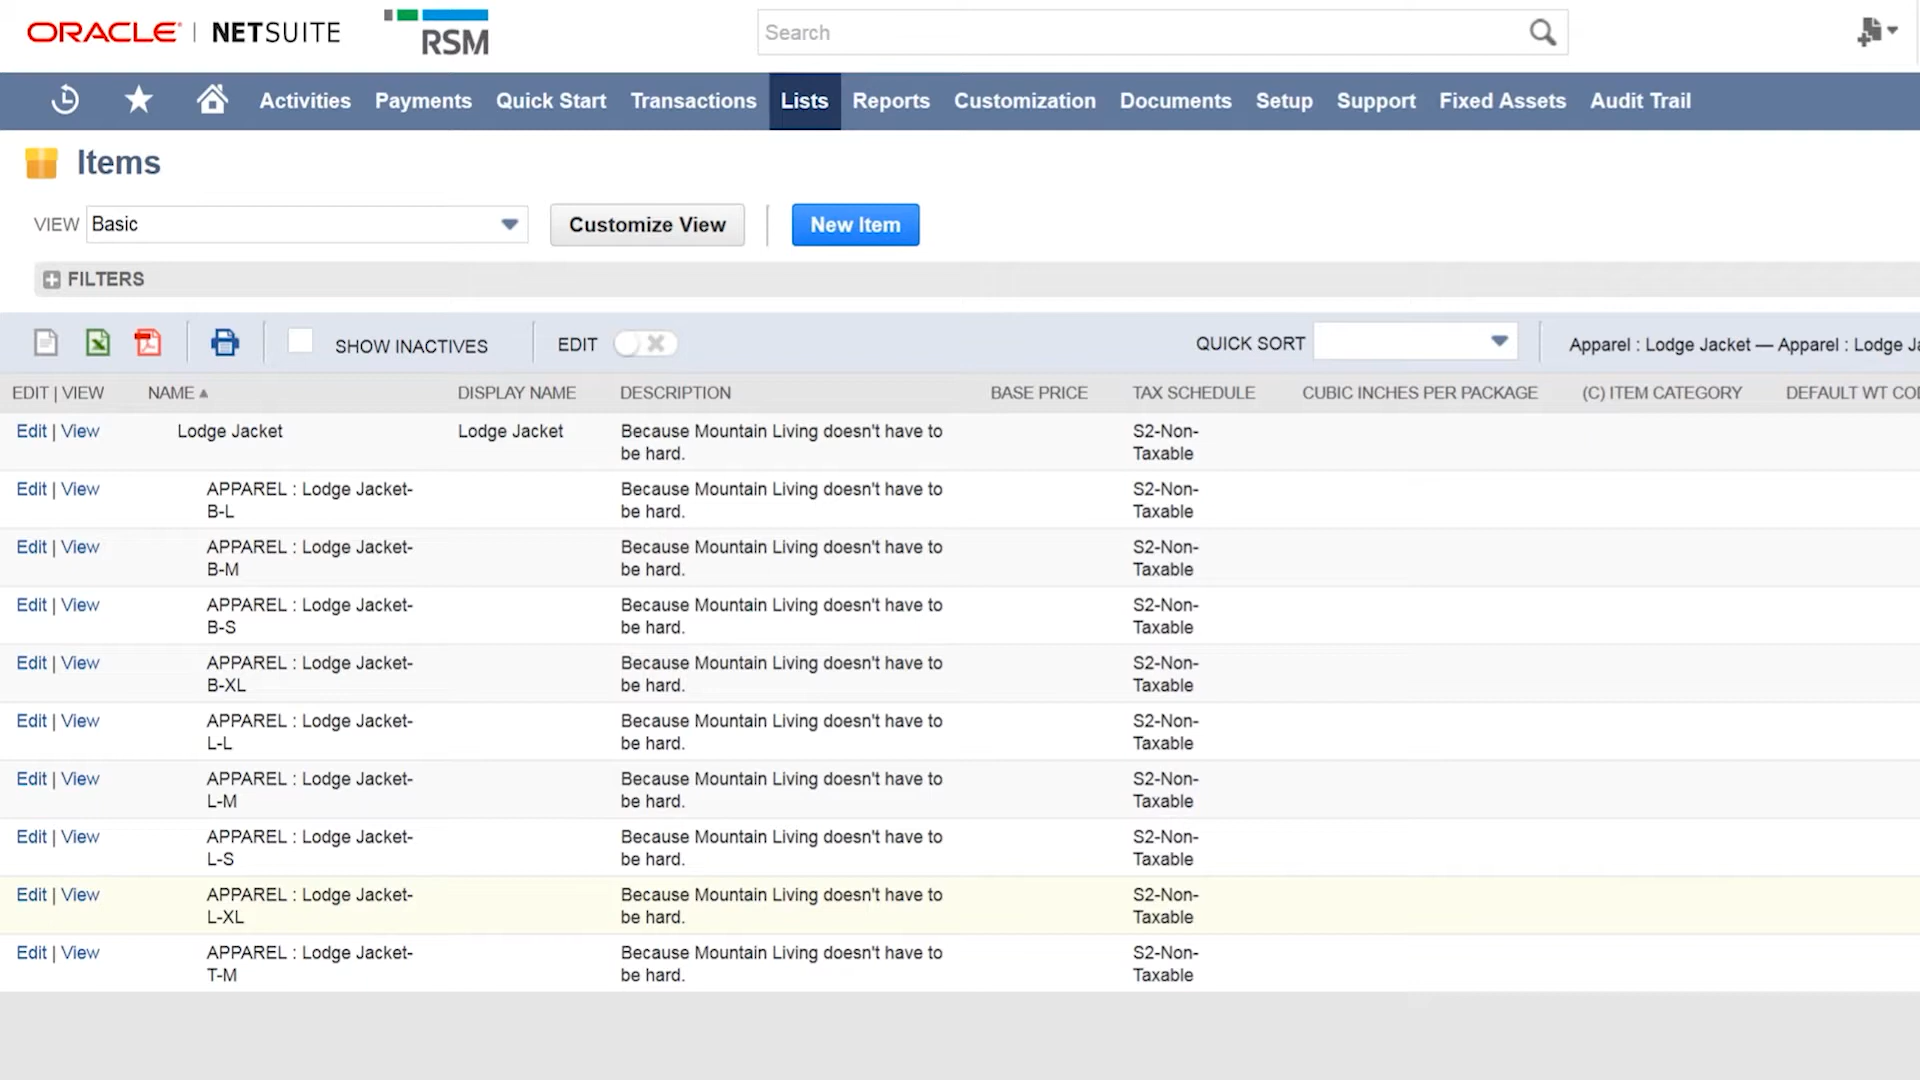 ORACLE | NETSUITE RSM Search
Activities Payments Quick Start Transactions Lists Reports Customization Documents Setup Support Fixed Assets Audit Trail
Items
VIEW Basic Customize View New Item
FILTERS
SHOW INACTIVES EDIT QUICK SORT Apparel : Lodge Jacket — Apparel : Lodge
EDIT | VIEW NAME DISPLAY NAME DESCRIPTION BASE PRICE TAX SCHEDULE CUBIC INCHES PER PACKAGE (C) ITEM CATEGORY DEFAULT WT
Edit | View Lodge Jacket Lodge Jacket Because Mountain Living doesn't have to S2-Non-
be hard. Taxable
Edit | View APPAREL : Lodge Jacket- Because Mountain Living doesn't have to S2-Non-
B-L be hard. Taxable
Edit | View APPAREL : Lodge Jacket- Because Mountain Living doesn't have to S2-Non-
B-M be hard. Taxable
Edit | View APPAREL : Lodge Jacket- Because Mountain Living doesn't have to S2-Non-
B-S be hard. Taxable
Edit | View APPAREL : Lodge Jacket- Because Mountain Living doesn't have to S2-Non-
B-XL be hard. Taxable
Edit | View APPAREL : Lodge Jacket- Because Mountain Living doesn't have to S2-Non-
L-L be hard. Taxable
Edit | View APPAREL : Lodge Jacket- Because Mountain Living doesn't have to S2-Non-
L-M be hard. Taxable
Edit | View APPAREL : Lodge Jacket- Because Mountain Living doesn't have to S2-Non-
L-S be hard. Taxable
Edit | View APPAREL : Lodge Jacket- Because Mountain Living doesn't have to S2-Non-
L-XL be hard. Taxable
Edit | View APPAREL : Lodge Jacket- Because Mountain Living doesn't have to S2-Non-
T-M be hard. Taxable